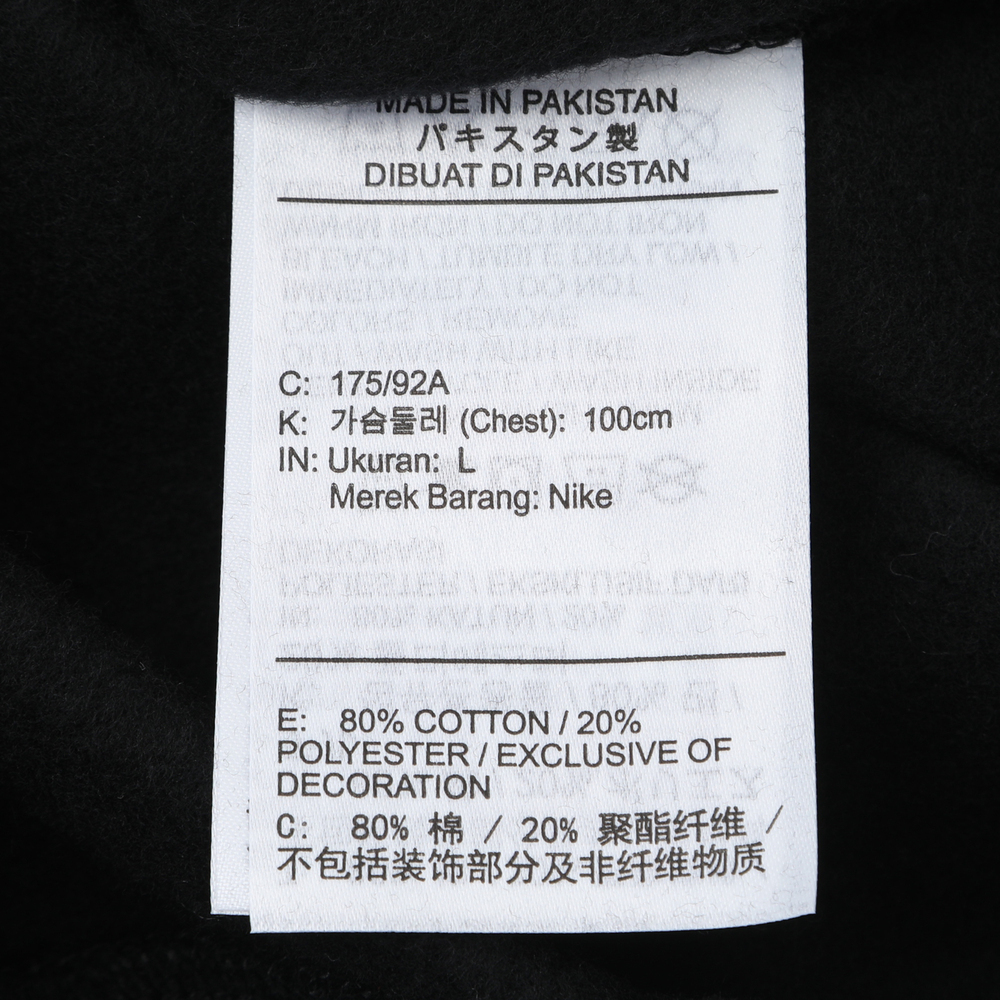 MADE IN PAKISTAN
パキスタン製
DIBUAT DI PAKISTAN
C: 175/92A
K: 가슴둘레 (Chest): 100cm
IN: Ukuran: L
Merek Barang: Nike
E: 80% COTTON / 20%
POLYESTER / EXCLUSIVE OF
DECORATION
C: 80% 棉 / 20% 聚酯纤维 /
不包括装饰部分及非纤维物质